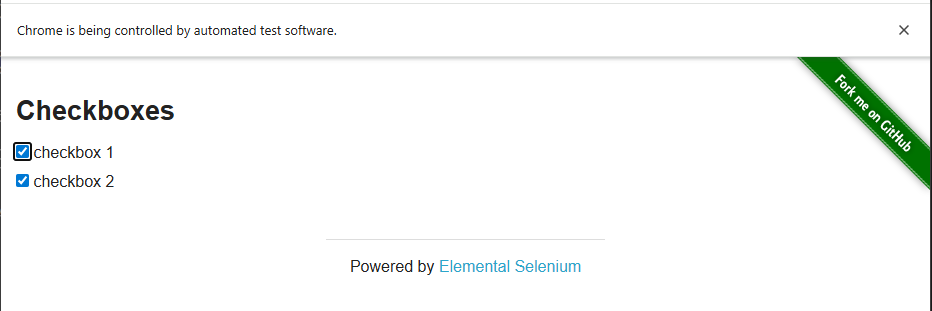 Chrome is being controlled by automated test software.
Fork me on GitHub
Checkboxes
checkbox 1
checkbox 2
Powered by Elemental Selenium